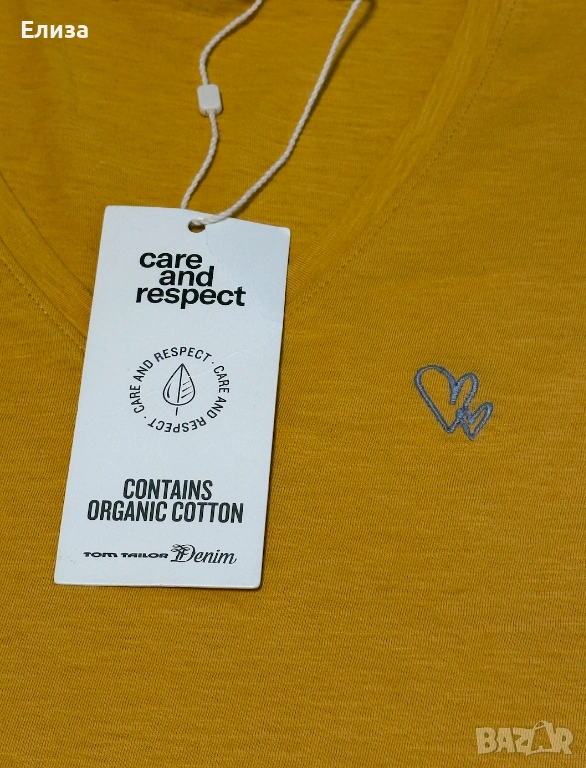 Елиза
care
and
respect
CARE AND RESPECT · CARE AND RESPECT ·
CONTAINS
ORGANIC COTTON
TOM TAILOR Denim
BAZAR